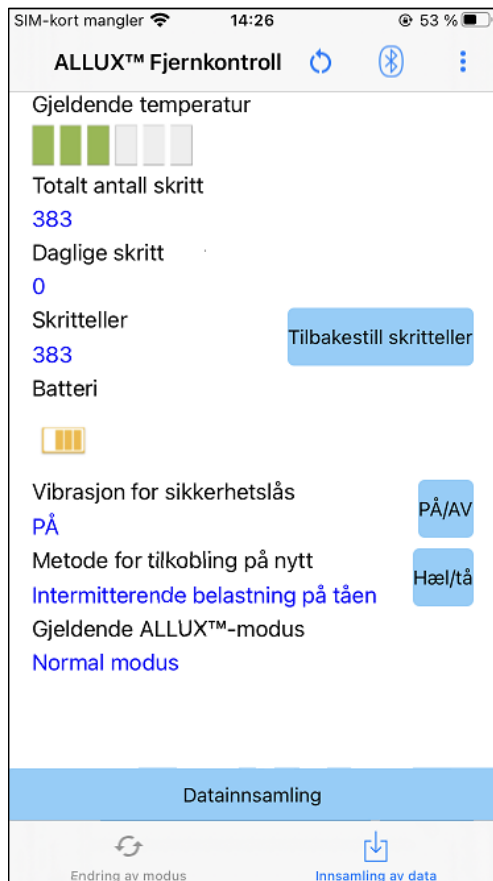 SIM-kort mangler 14:26 53 %
ALLUX™ Fjernkontroll
Gjeldende temperatur
Totalt antall skritt
383
Daglige skritt
0
Skritteller
383
Tilbakestill skritteller
Batteri
Vibrasjon for sikkerhetslås
PÅ
PÅ/AV
Metode for tilkobling på nytt
Intermitterende belastning på tåen
Hæl/tå
Gjeldende ALLUX™-modus
Normal modus
Datainnsamling
Endring av modus
Innsamling av data